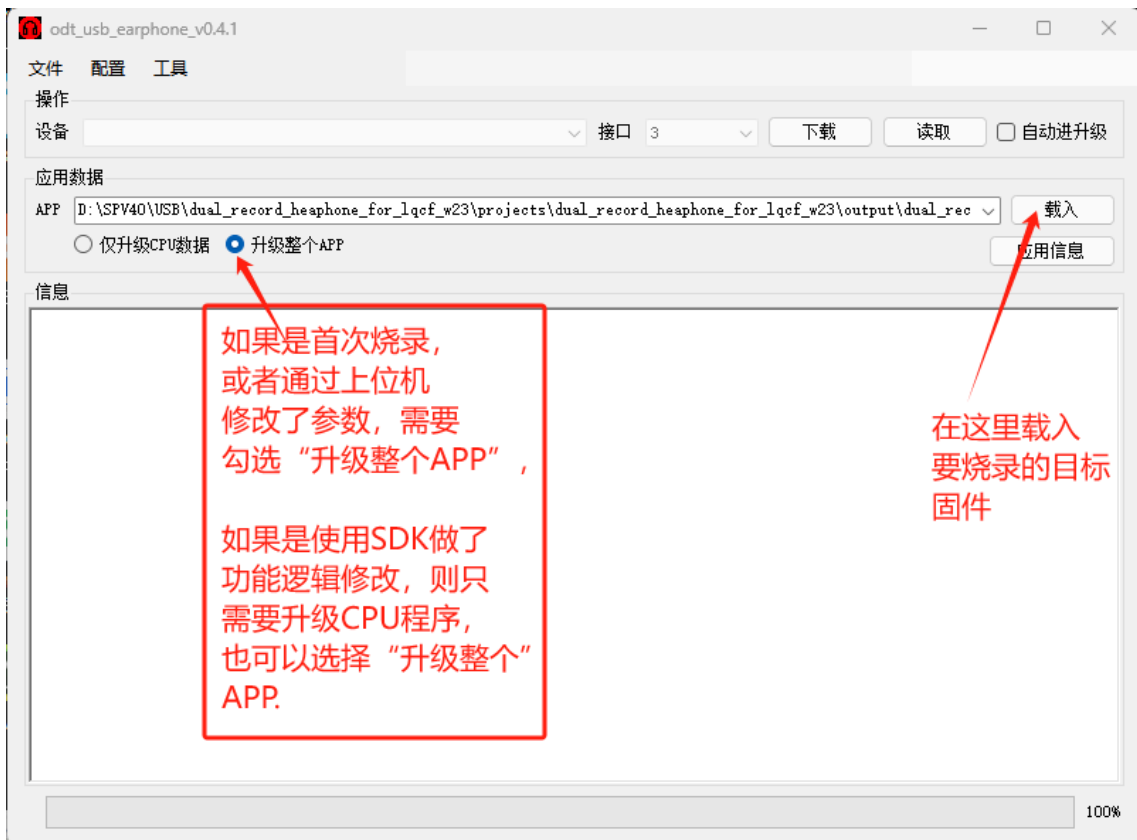 odt_usb_earphone_v0.4.1
文件 配置 工具
操作
设备 接口 3 下载 读取 自动进升级
应用数据
APP D:\SPV40\USB\dual_record_heaphone_for_lqcf_w23\projects\dual_record_heaphone_for_lqcf_w23\output\dual_rec 载入
仅升级CPU数据 升级整个APP 应用信息
信息
如果是首次烧录，
或者通过上位机
修改了参数，需要
勾选“升级整个APP”，
如果是使用SDK做了
功能逻辑修改，则只
需要升级CPU程序，
也可以选择“升级整个”
APP.
在这里载入
要烧录的目标
固件
100%